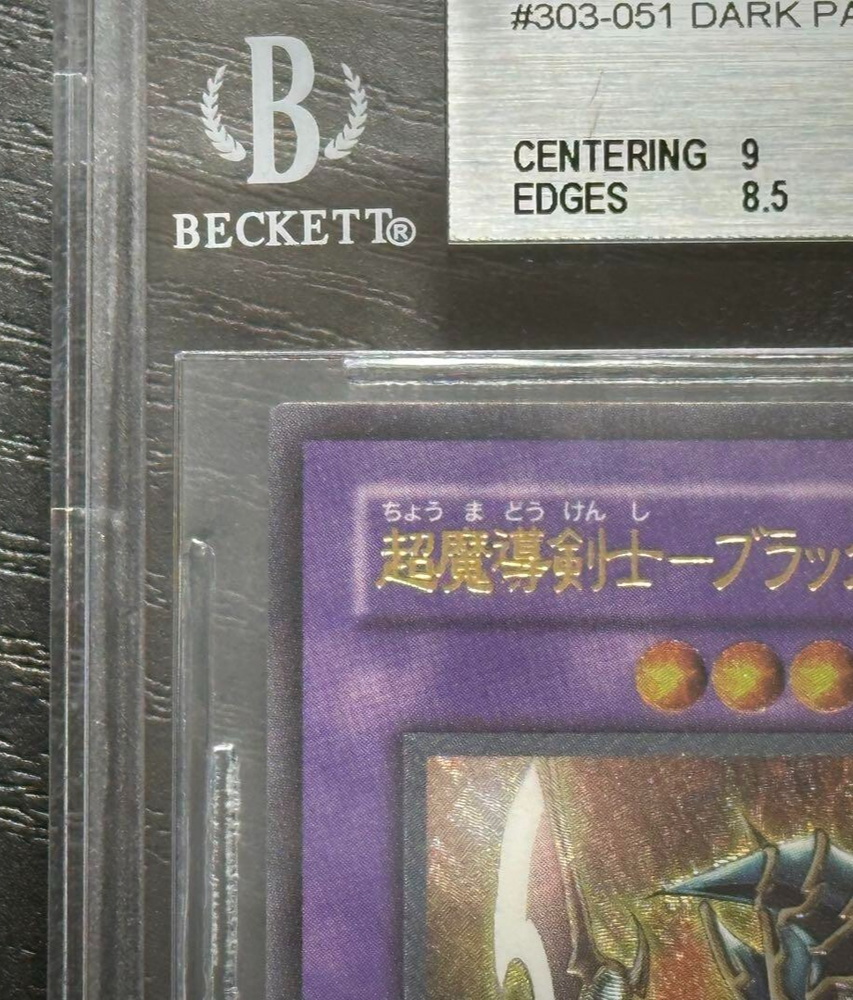 #303-051 DARK PA
B
BECKETT®
CENTERING 9
EDGES 8.5
ちょう ま どう けん し
超魔導剣士－ブラック